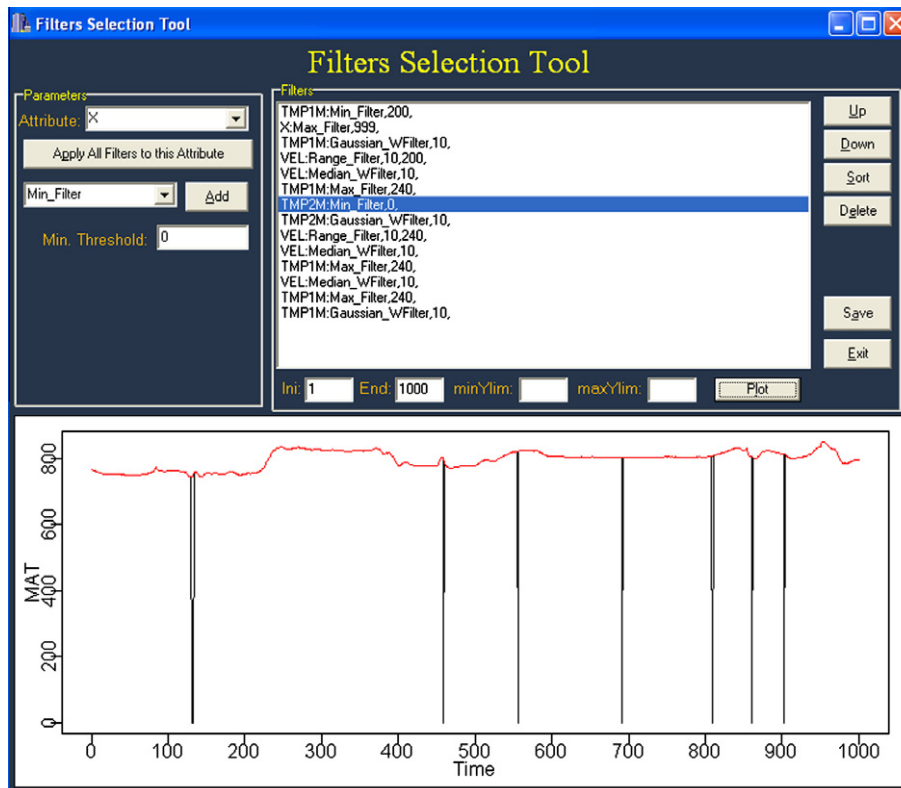 Filters Selection Tool
Filters Selection Tool
Parameters
Attribute: X
Apply All Filters to this Attribute
Min_Filter Add
Min. Threshold: 0
Filters
TMP1M:Min_Filter,200,
X:Max_Filter,999,
TMP1M:Gaussian_WFilter,10,
VEL:Range_Filter,10,200,
VEL:Median_WFilter,10,
TMP1M:Max_Filter,240,
TMP2M:Min_Filter,0,
TMP2M:Gaussian_WFilter,10,
VEL:Range_Filter,10,240,
VEL:Median_WFilter,10,
TMP1M:Max_Filter,240,
VEL:Median_WFilter,10,
TMP1M:Max_Filter,240,
TMP1M:Gaussian_WFilter,10,
Up
Down
Sort
Delete
Save
Exit
Ini: 1 End: 1000 minYlim: maxYlim: Plot
MAT
800
600
400
200
0
0 100 200 300 400 500 600 700 800 900 1000
Time